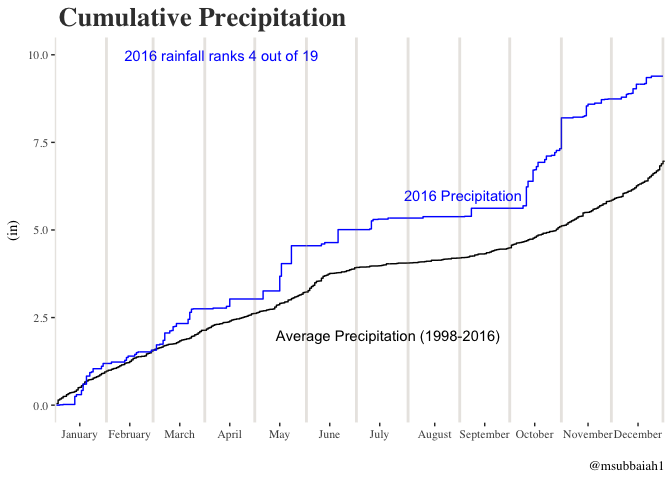 Cumulative Precipitation
2016 rainfall ranks 4 out of 19
10.0
7.5
2016 Precipitation
(in)
5.0
2.5
Average Precipitation (1998-2016)
0.0
January February March April May June July August September October November December
@msubbaiah1